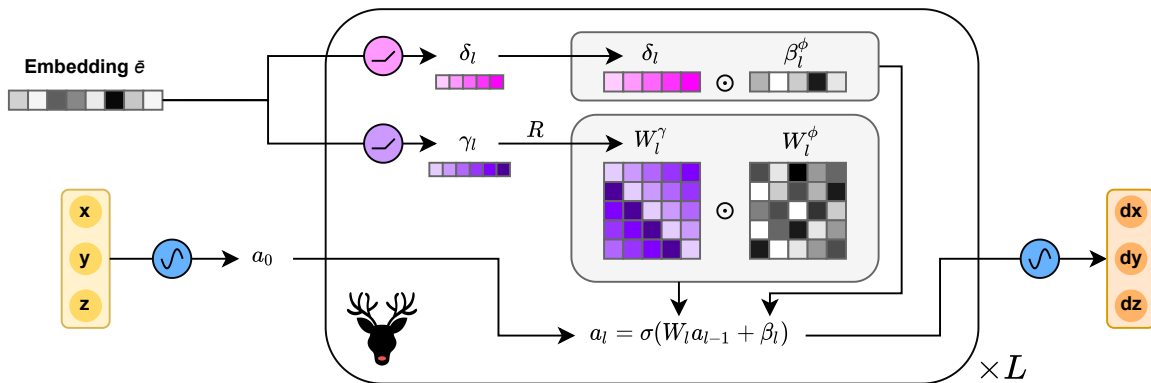 Embedding ē
δ_l
δ_l
β_l^ϕ
⊙
γ_l
R
W_l^γ
W_l^ϕ
⊙
x
y
z
a_0
a_l = σ(W_l a_{l−1} + β_l)
dx
dy
dz
×L